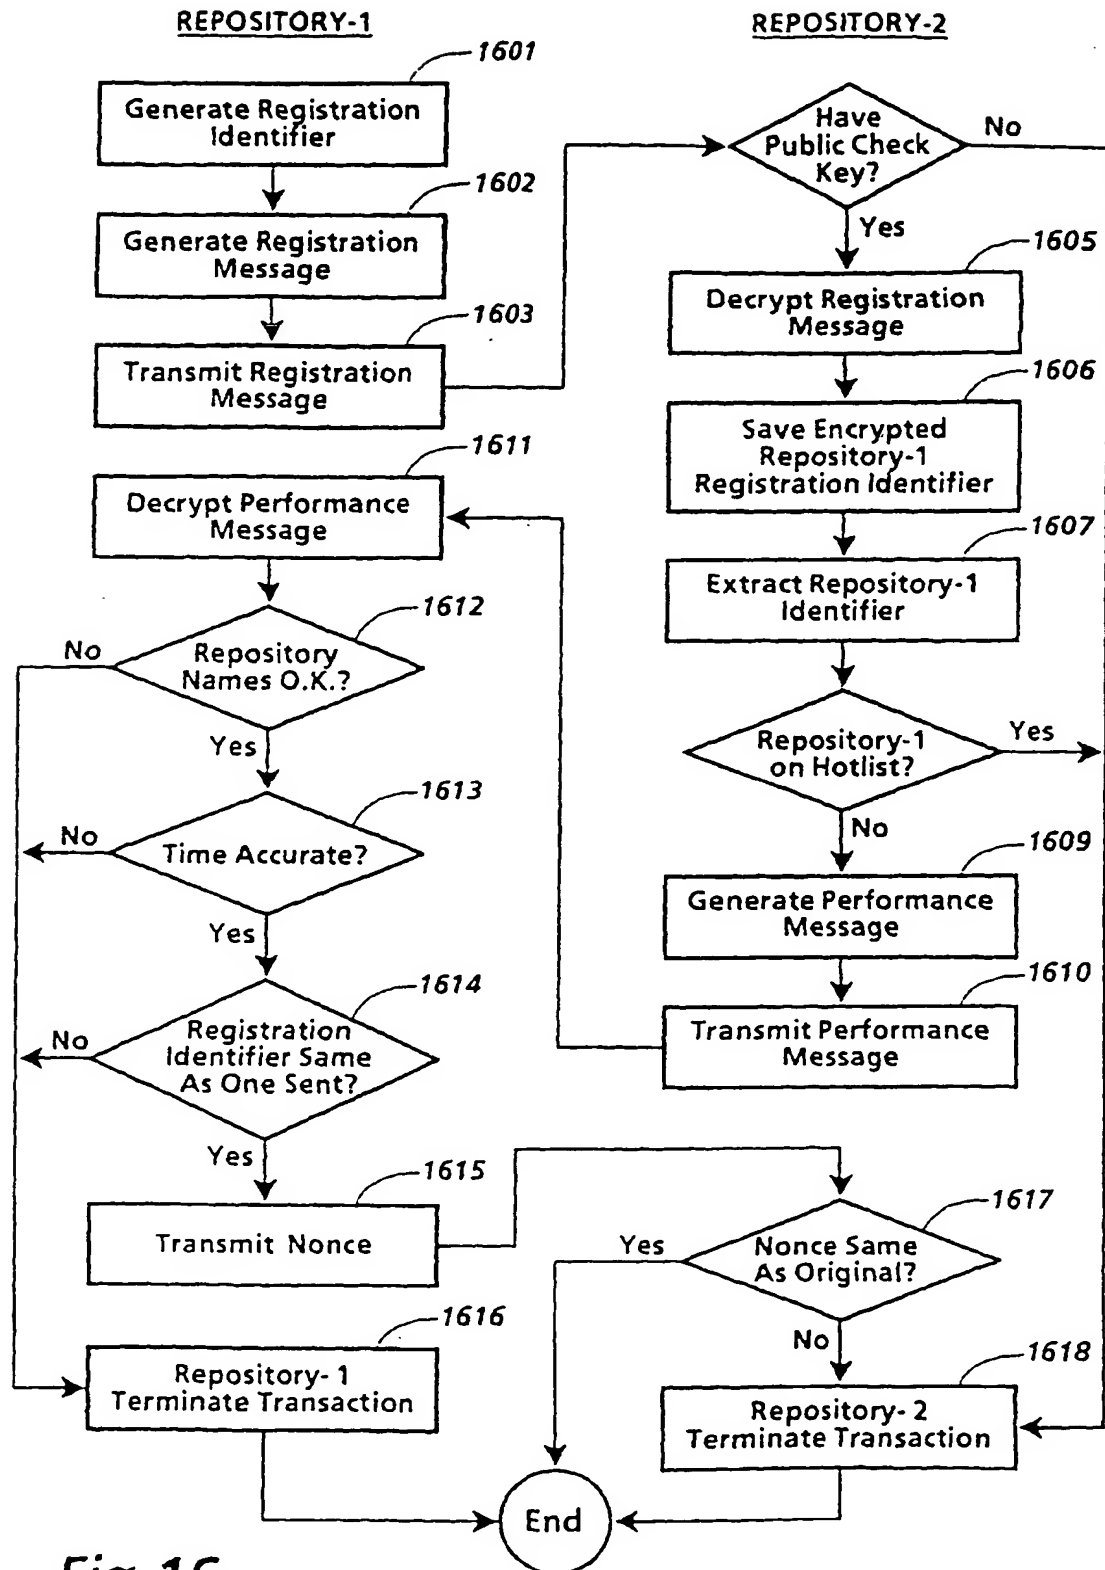 REPOSITORY-1
1601
Generate Registration
Identifier
1602
Generate Registration
Message
1603
Transmit Registration
Message
1611
Decrypt Performance
Message
1612
Repository
Names O.K.?
No
Yes
1613
Time Accurate?
No
Yes
1614
Registration
Identifier Same
As One Sent?
No
Yes
1615
Transmit Nonce
1616
Repository- 1
Terminate Transaction
REPOSITORY-2
Have
Public Check
Key?
No
Yes
1605
Decrypt Registration
Message
1606
Save Encrypted
Repository-1
Registration Identifier
1607
Extract Repository-1
Identifier
Repository-1
on Hotlist?
Yes
No
1609
Generate Performance
Message
1610
Transmit Performance
Message
1617
Nonce Same
As Original?
Yes
No
1618
Repository- 2
Terminate Transaction
End